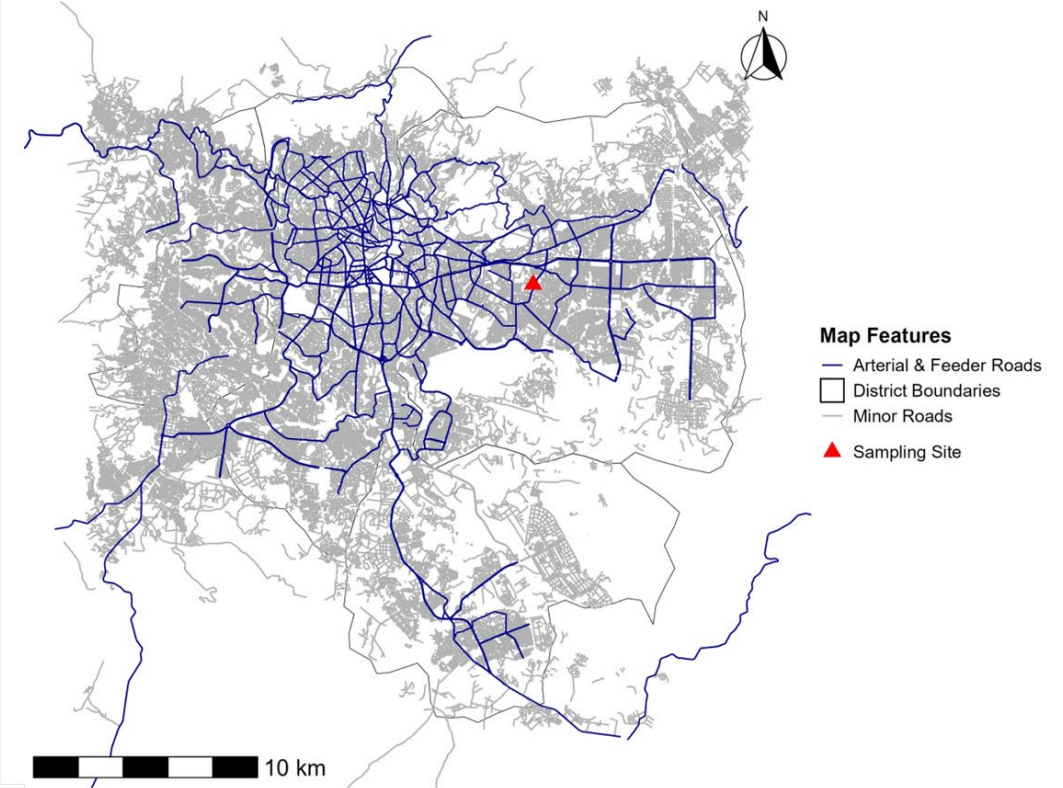 N
Map Features
Arterial & Feeder Roads
District Boundaries
Minor Roads
Sampling Site
10 km